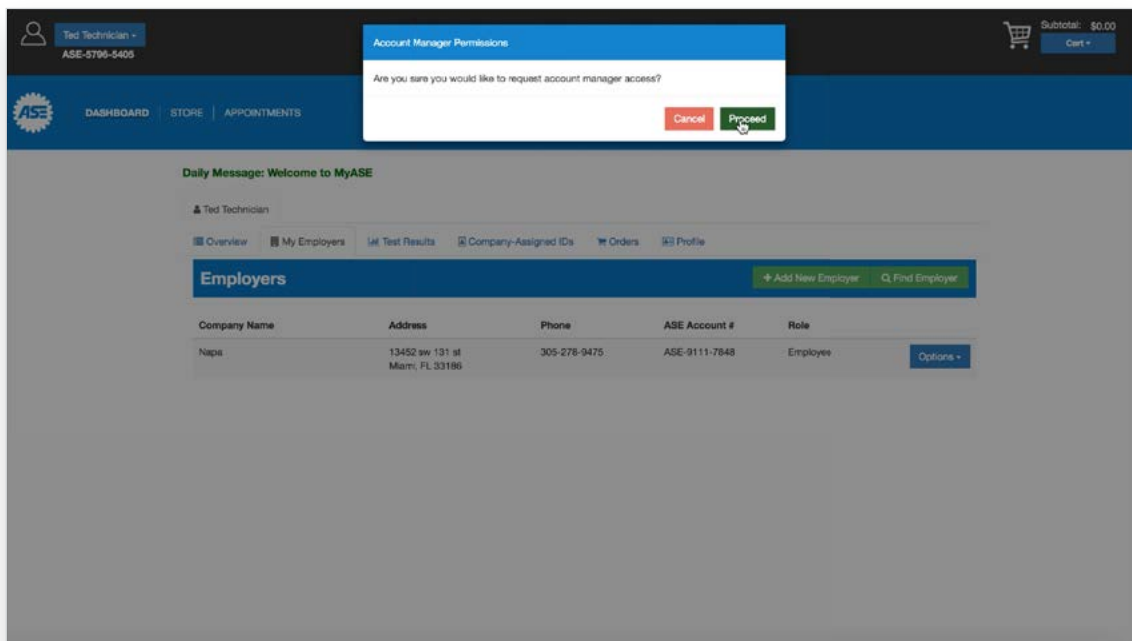 Ted Technician
ASE-5796-5405
Account Manager Permissions
Are you sure you would like to request account manager access?
Cancel
Proceed
Subtotal: $0.00
Cart
ASE
DASHBOARD
STORE
APPOINTMENTS
Daily Message: Welcome to MyASE
Ted Technician
Overview
My Employers
Test Results
Company-Assigned IDs
Orders
Profile
Employers
+ Add New Employer
Find Employer
Company Name Address Phone ASE Account # Role
Napa 13452 sw 131 st 305-278-9475 ASE-9111-7848 Employee Options
Miami, FL 33186